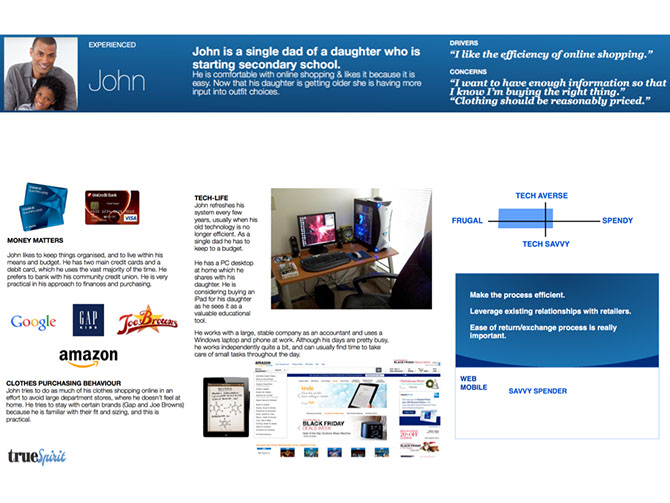 EXPERIENCED
John
John is a single dad of a daughter who is
starting secondary school.
He is comfortable with online shopping & likes it because it is
easy. Now that his daughter is getting older she is having more
input into outfit choices.
DRIVERS
“I like the efficiency of online shopping.”
CONCERNS
“I want to have enough information so that
I know I’m buying the right thing.”
“Clothing should be reasonably priced.”
UniCredit Bank
VISA
MONEY MATTERS
John likes to keep things organised, and to live within his
means and budget. He has two main credit cards and a
debit card, which he uses the vast majority of the time. He
prefers to bank with his community credit union. He is very
practical in his approach to finances and purchasing.
Google
GAP
KIDS
Joe Browns
amazon
CLOTHES PURCHASING BEHAVIOUR
John tries to do as much of his clothes shopping online in an
effort to avoid large department stores, where he doesn’t feel at
home. He tries to stay with certain brands (Gap and Joe Browns)
because he is familiar with their fit and sizing, and this is
practical.
trueSpirit
TECH-LIFE
John refreshes his
system every few
years, usually when his
old technology is no
longer efficient. As a
single dad he has to
keep to a budget.
He has a PC desktop
at home which he
shares with his
daughter. He is
considering buying an
iPad for his daughter
as he sees it as a
valuable educational
tool.
He works with a large, stable company as an accountant and uses a
Windows laptop and phone at work. Although his days are pretty busy,
he works independently quite a bit, and can usually find time to take
care of small tasks throughout the day.
amazon
kindle
BLACK FRIDAY
DEALS WEEK
TECH AVERSE
FRUGAL
SPENDY
TECH SAVVY
Make the process efficient.
Leverage existing relationships with retailers.
Ease of return/exchange process is really
important.
WEB
MOBILE
SAVVY SPENDER